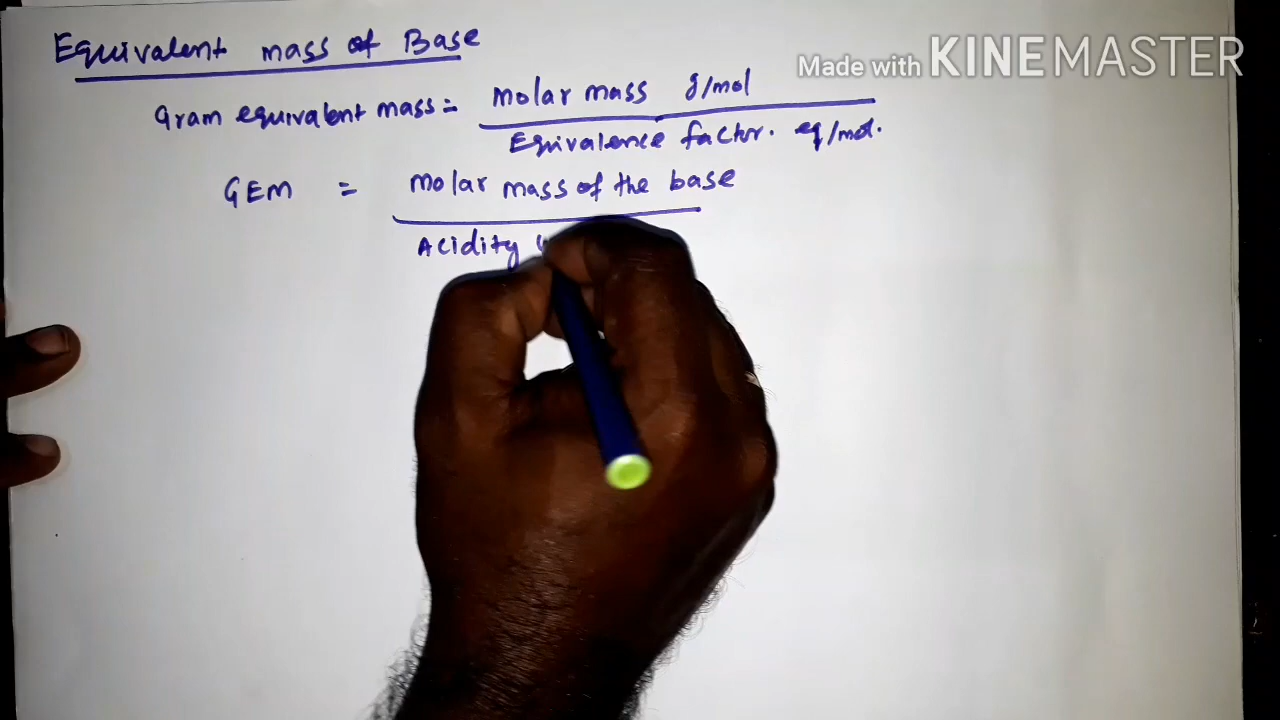 Equivalent mass of Base
Made with KINEMASTER
Gram equivalent mass = molar mass g/mol
Equivalence factor. eq/mol.
GEM = molar mass of the base
Acidity